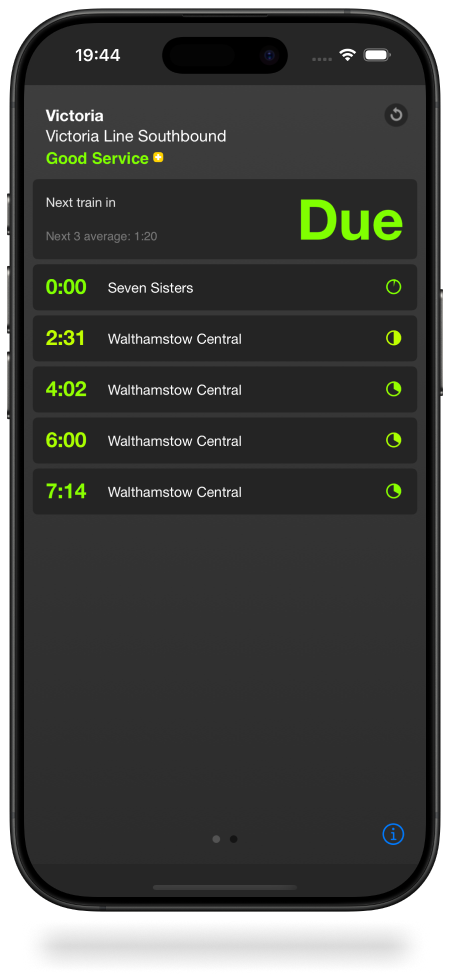 19:44
Victoria
Victoria Line Southbound
Good Service
Next train in
Due
Next 3 average: 1:20
0:00 Seven Sisters
2:31 Walthamstow Central
4:02 Walthamstow Central
6:00 Walthamstow Central
7:14 Walthamstow Central